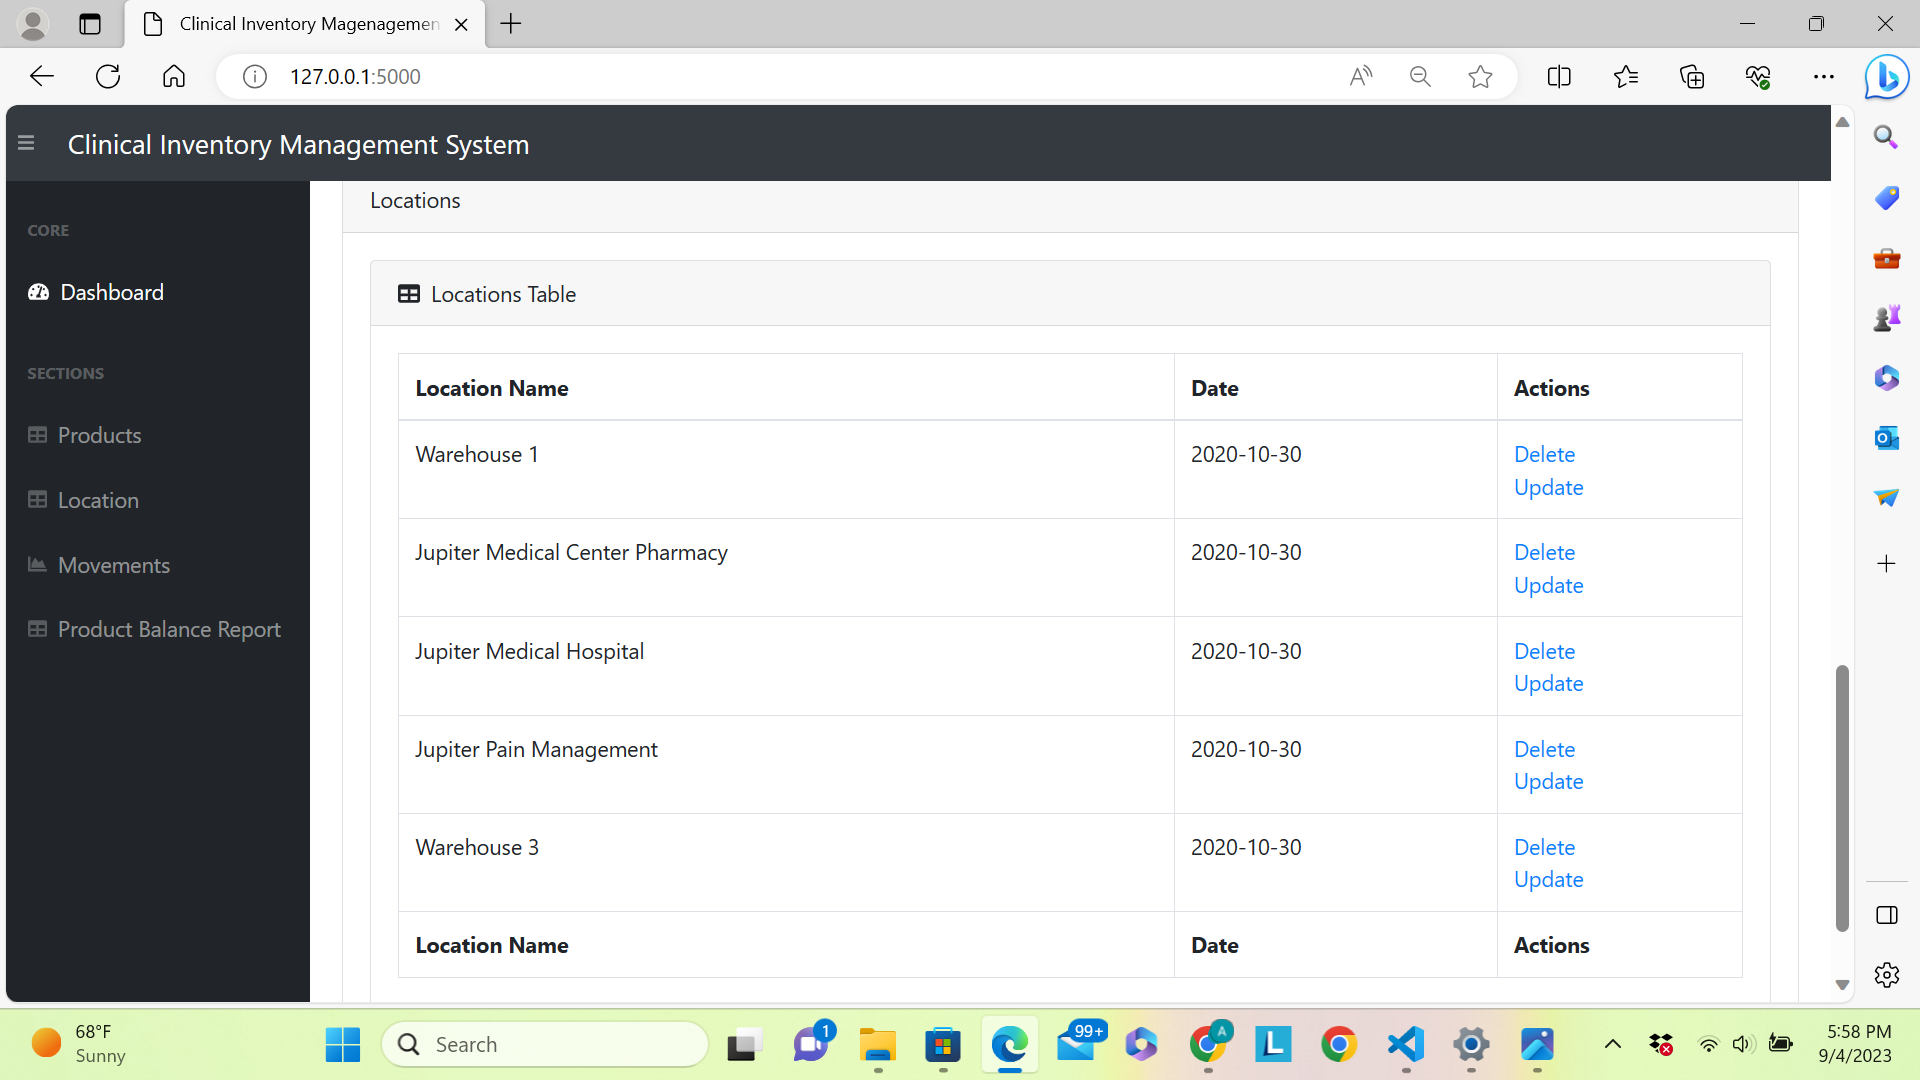 Clinical Inventory Magenagemen
127.0.0.1:5000
Clinical Inventory Management System
CORE
Dashboard
SECTIONS
Products
Location
Movements
Product Balance Report
Locations
Locations Table
Location Name Date Actions
Warehouse 1 2020-10-30 Delete
Update
Jupiter Medical Center Pharmacy 2020-10-30 Delete
Update
Jupiter Medical Hospital 2020-10-30 Delete
Update
Jupiter Pain Management 2020-10-30 Delete
Update
Warehouse 3 2020-10-30 Delete
Update
Location Name Date Actions
68°F
Sunny
Search
1
99+
A
L
5:58 PM
9/4/2023